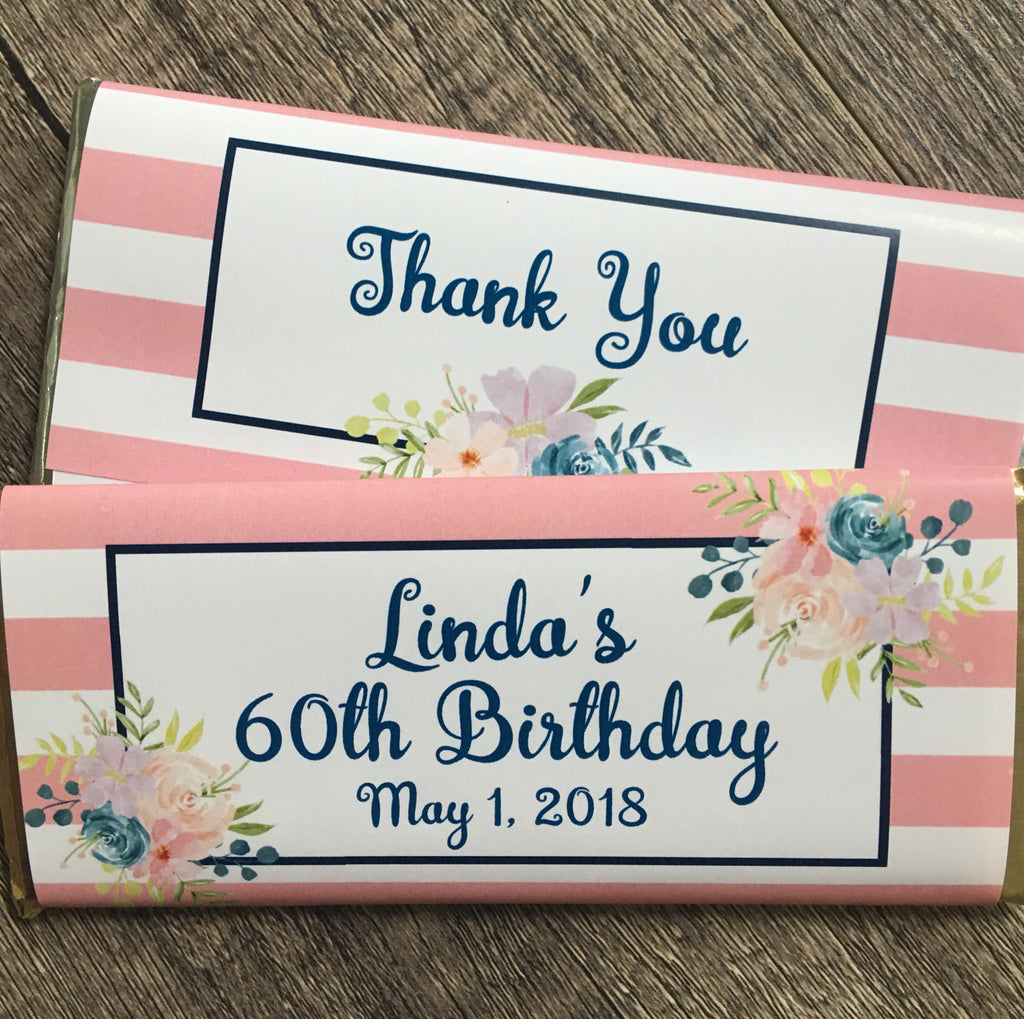 Thank You
Linda's
60th Birthday
May 1, 2018